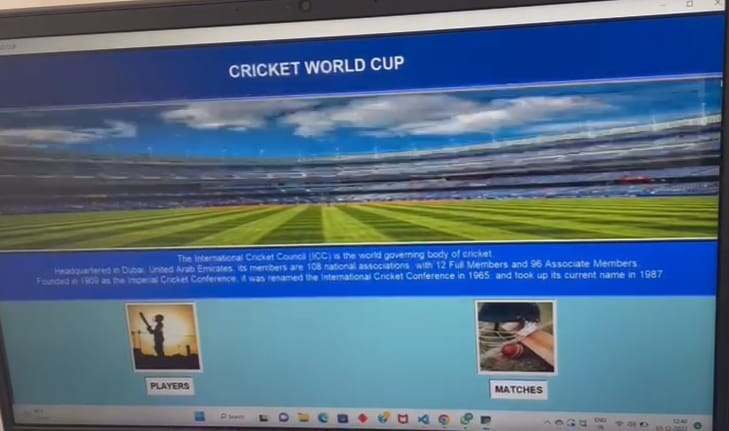 CRICKET WORLD CUP
The International Cricket Council (ICC) is the world governing body of cricket.
Headquartered in Dubai, United Arab Emirates, its members are 108 national associations, with 12 Full Members and 96 Associate Members.
Founded in 1909 as the Imperial Cricket Conference, it was renamed the International Cricket Conference in 1965, and took up its current name in 1987.
PLAYERS
MATCHES
Search
ENG
IN
12:40